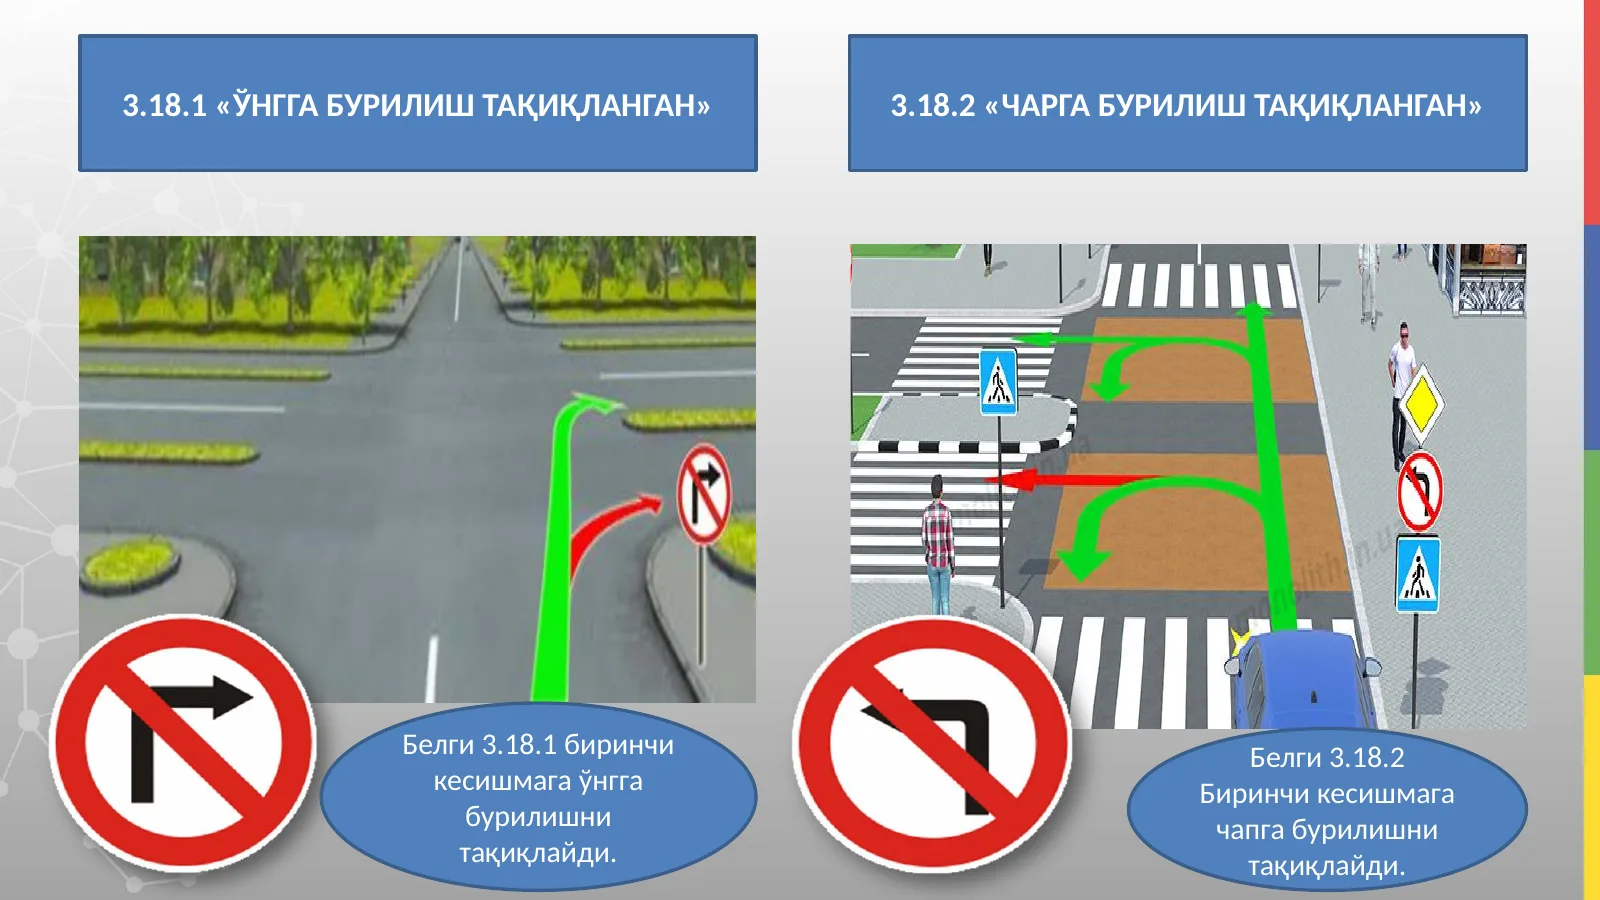 3.18.1 «ЎНГГА БУРИЛИШ ТАҚИҚЛАНГАН»
3.18.2 «ЧАРГА БУРИЛИШ ТАҚИҚЛАНГАН»
Белги 3.18.1 биринчи
кесишмага ўнгга
бурилишни
тақиқлайди.
Белги 3.18.2
Биринчи кесишмага
чапга бурилишни
тақиқлайди.